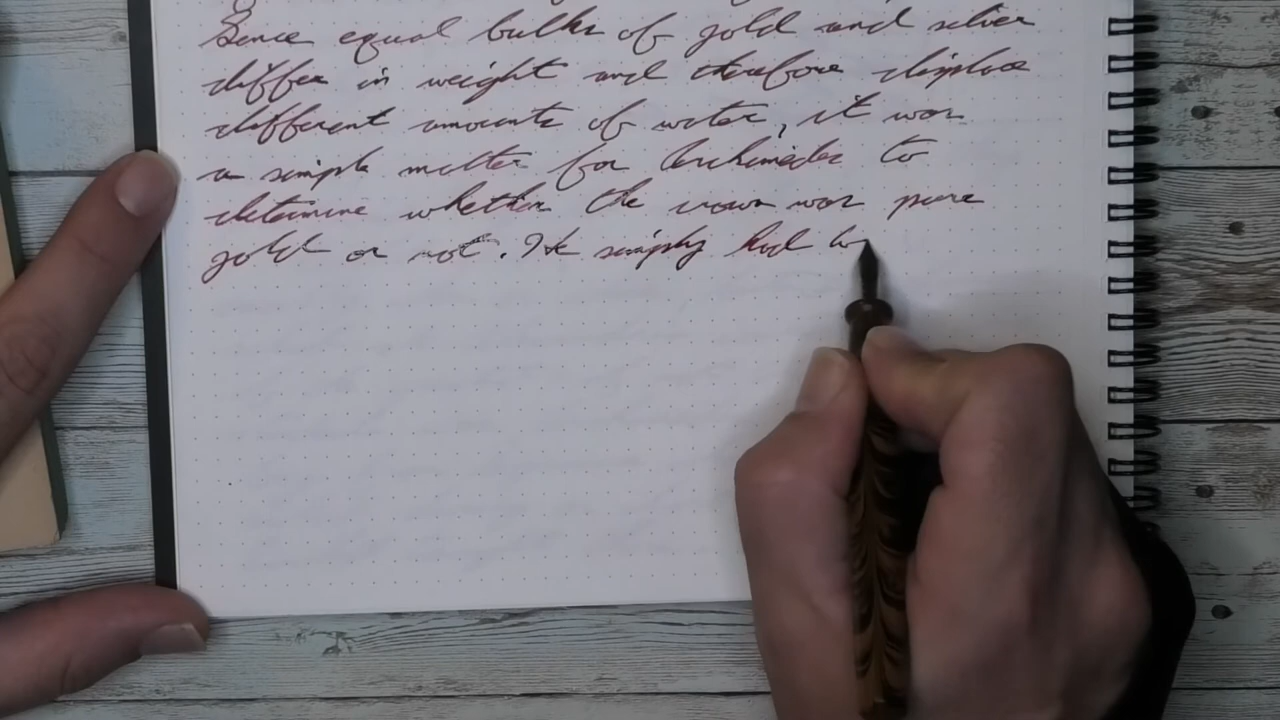 Since equal bulks of gold and silver
differ in weight and therefore displace
different amounts of water, it was
a simple matter for Archimedes to
determine whether the crown was pure
gold or not. He simply had to